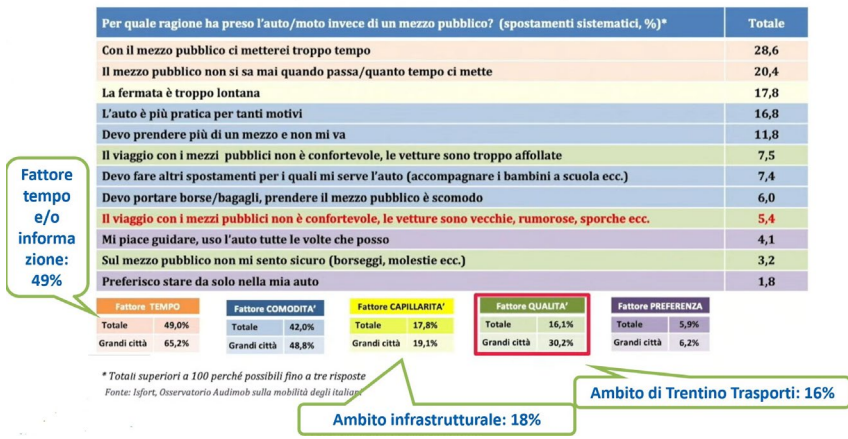 Per quale ragione ha preso l'auto/moto invece di un mezzo pubblico? (spostamenti sistematici, %)* Totale
Con il mezzo pubblico ci metterei troppo tempo 28,6
Il mezzo pubblico non si sa mai quando passa/quanto tempo ci mette 20,4
La fermata è troppo lontana 17,8
L'auto è più pratica per tanti motivi 16,8
Devo prendere più di un mezzo e non mi va 11,8
Il viaggio con i mezzi pubblici non è confortevole, le vetture sono troppo affollate 7,5
Devo fare altri spostamenti per i quali mi serve l'auto (accompagnare i bambini a scuola ecc.) 7,4
Devo portare borse/bagagli, prendere il mezzo pubblico è scomodo 6,0
Il viaggio con i mezzi pubblici non è confortevole, le vetture sono vecchie, rumorose, sporche ecc. 5,4
Mi piace guidare, uso l'auto tutte le volte che posso 4,1
Sul mezzo pubblico non mi sento sicuro (borseggi, molestie ecc.) 3,2
Preferisco stare da solo nella mia auto 1,8
Fattore
tempo
e/o
informa
zione:
49%
Fattore TEMPO
Totale 49,0%
Grandi città 65,2%
Fattore COMODITA'
Totale 42,0%
Grandi città 48,8%
Fattore CAPILLARITA'
Totale 17,8%
Grandi città 19,1%
Fattore QUALITA'
Totale 16,1%
Grandi città 30,2%
Fattore PREFERENZA
Totale 5,9%
Grandi città 6,2%
* Totali superiori a 100 perché possibili fino a tre risposte
Fonte: Isfort, Osservatorio Audimob sulla mobilità degli italiani
Ambito infrastrutturale: 18%
Ambito di Trentino Trasporti: 16%